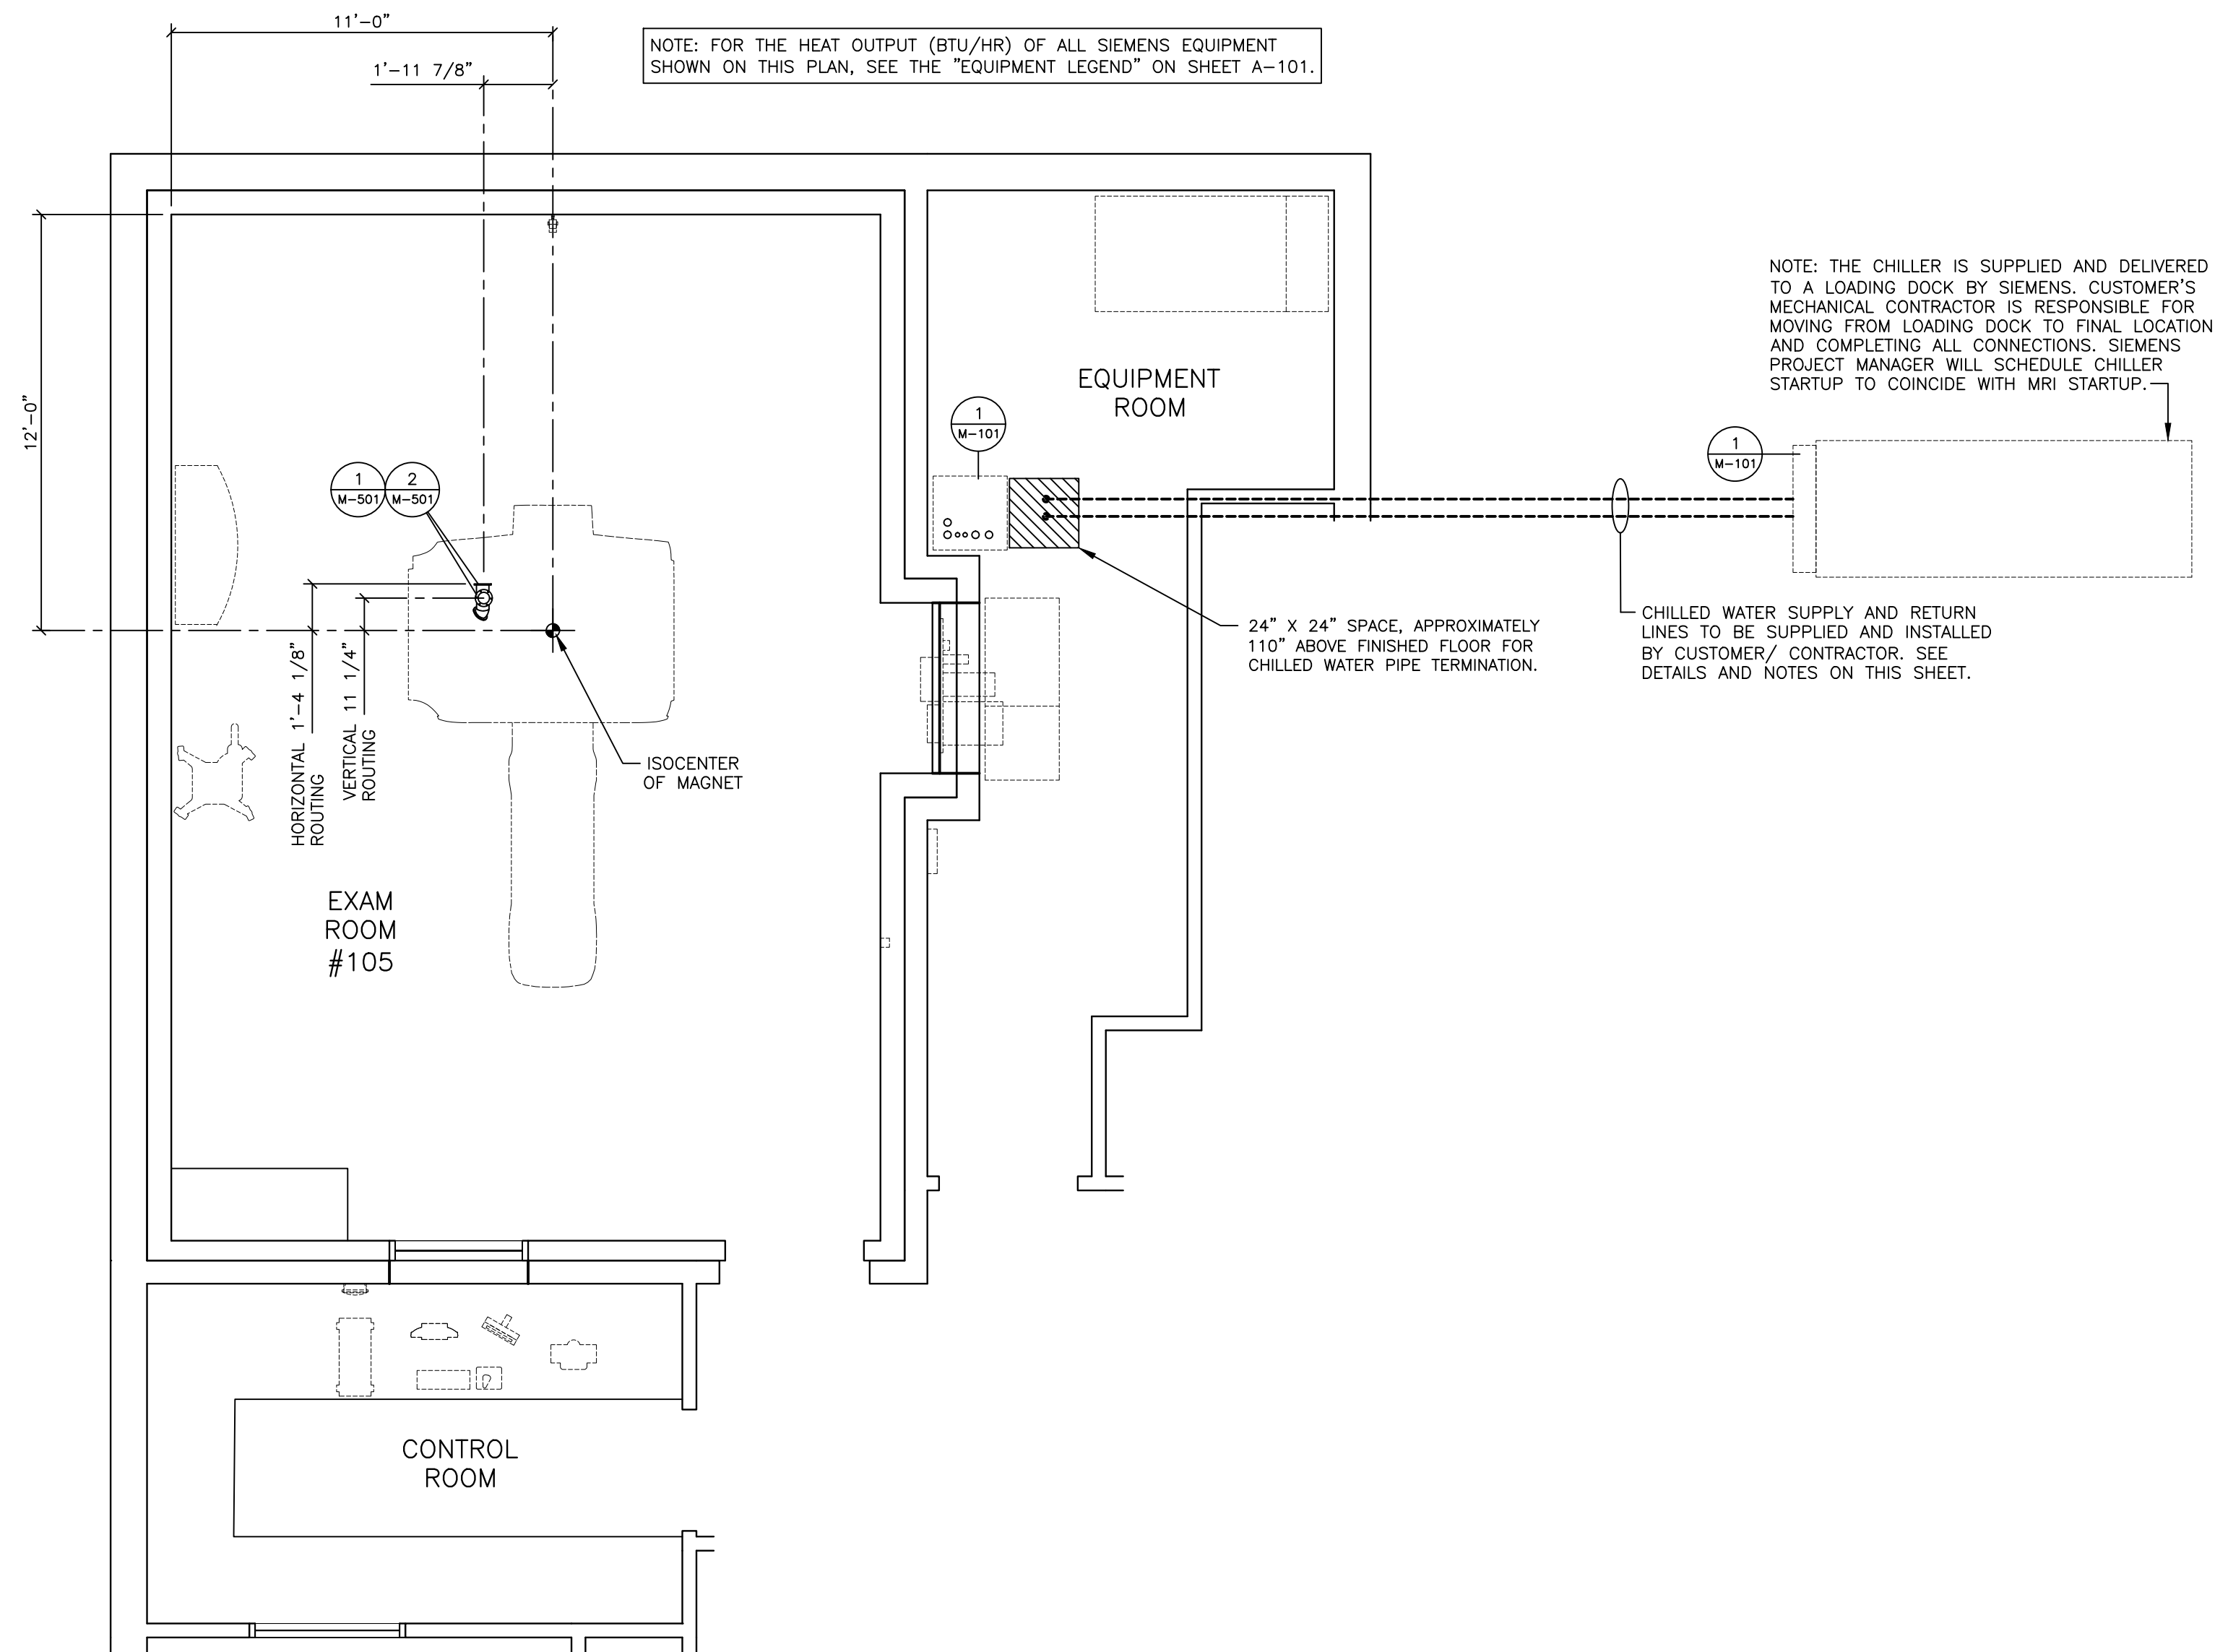 11'-0"
1'-11 7/8"
NOTE: FOR THE HEAT OUTPUT (BTU/HR) OF ALL SIEMENS EQUIPMENT
SHOWN ON THIS PLAN, SEE THE "EQUIPMENT LEGEND" ON SHEET A-101.
NOTE: THE CHILLER IS SUPPLIED AND DELIVERED
TO A LOADING DOCK BY SIEMENS. CUSTOMER'S
MECHANICAL CONTRACTOR IS RESPONSIBLE FOR
MOVING FROM LOADING DOCK TO FINAL LOCATION
AND COMPLETING ALL CONNECTIONS. SIEMENS
PROJECT MANAGER WILL SCHEDULE CHILLER
STARTUP TO COINCIDE WITH MRI STARTUP.
EQUIPMENT
ROOM
12'-0"
1
M-101
1
M-101
1
M-501
2
M-501
24" X 24" SPACE, APPROXIMATELY
110" ABOVE FINISHED FLOOR FOR
CHILLED WATER PIPE TERMINATION.
CHILLED WATER SUPPLY AND RETURN
LINES TO BE SUPPLIED AND INSTALLED
BY CUSTOMER/ CONTRACTOR. SEE
DETAILS AND NOTES ON THIS SHEET.
HORIZONTAL 1'-4 1/8"
ROUTING
VERTICAL 11 1/4"
ROUTING
ISOCENTER
OF MAGNET
EXAM
ROOM
#105
CONTROL
ROOM